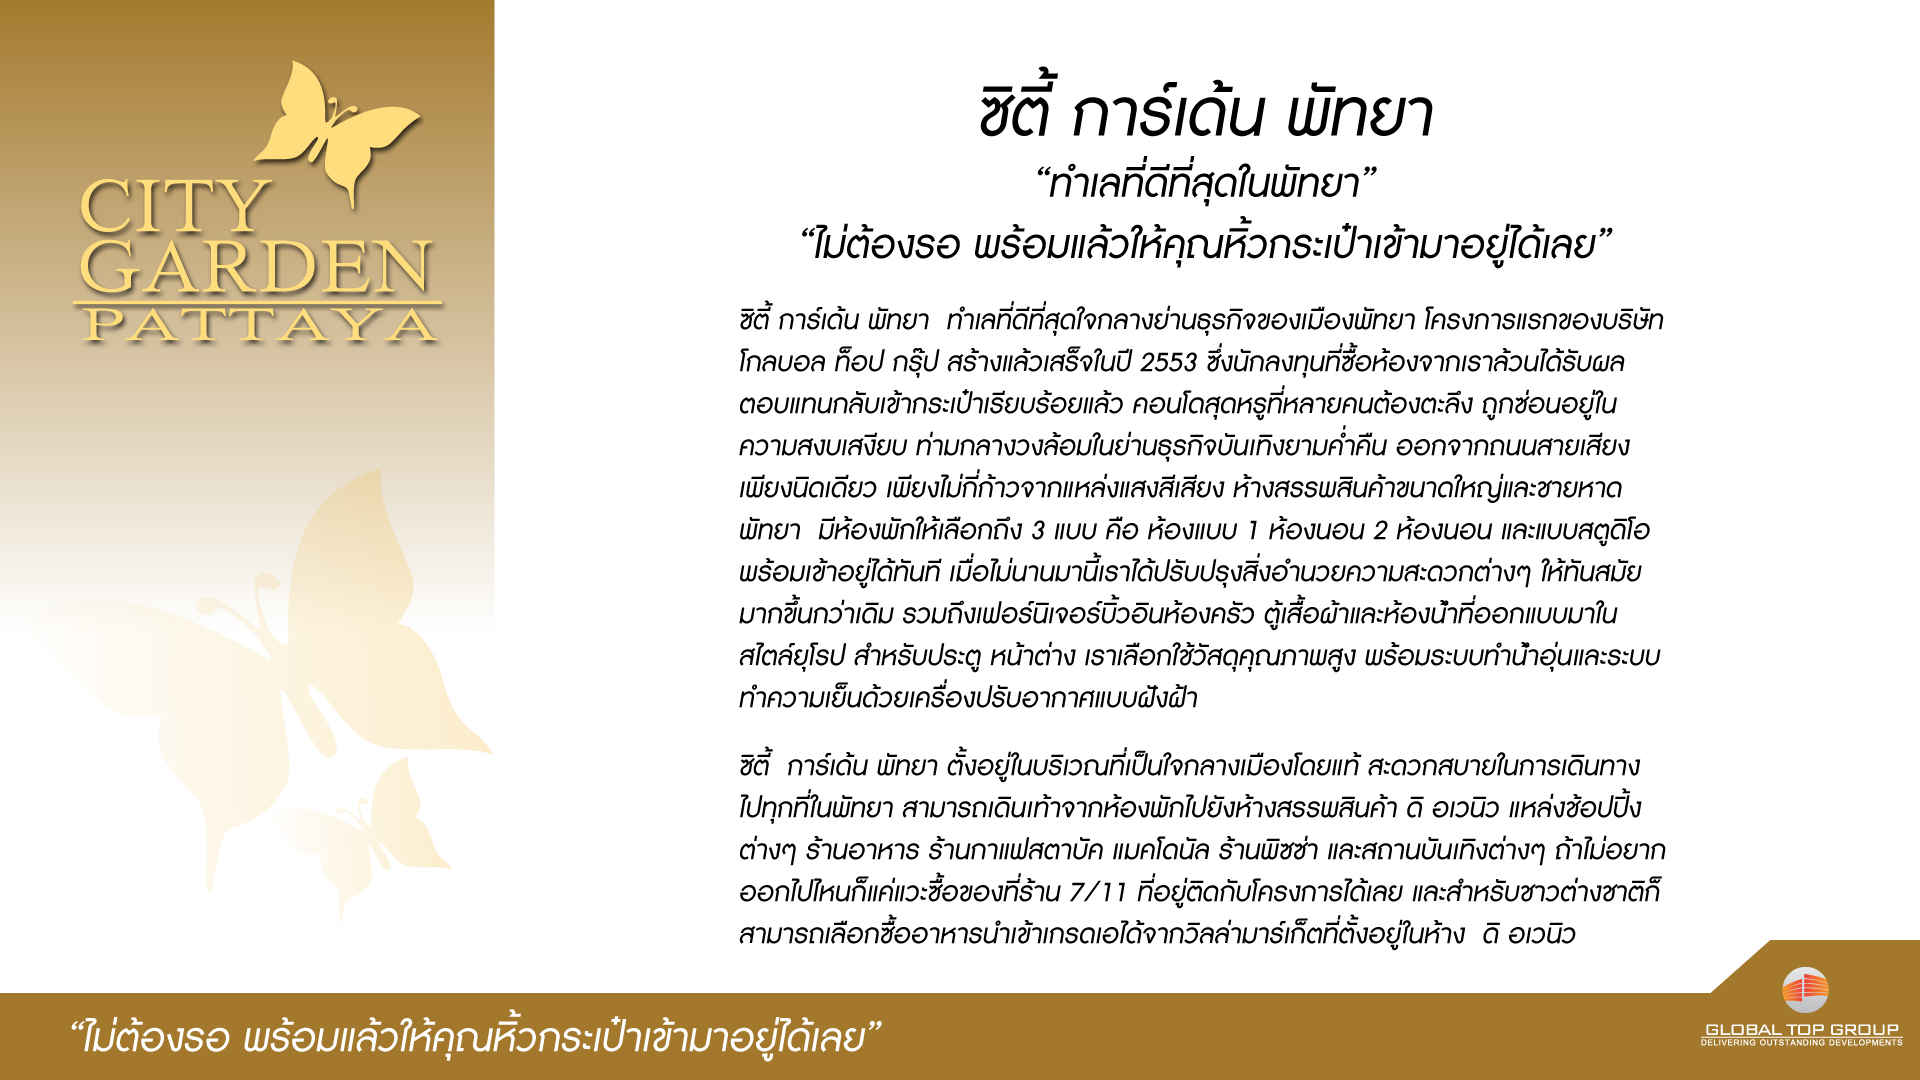 CITY
GARDEN
PATTAYA
ซิตี้ การ์เด้น พัทยา
“ทำเลที่ดีที่สุดในพัทยา”
“ไม่ต้องรอ พร้อมแล้วให้คุณหิ้วกระเป๋าเข้ามาอยู่ได้เลย”
ซิตี้ การ์เด้น พัทยา ทำเลที่ดีที่สุดใจกลางย่านธุรกิจของเมืองพัทยา โครงการแรกของบริษัท
โกลบอล ท็อป กรุ๊ป สร้างแล้วเสร็จในปี 2553 ซึ่งนักลงทุนที่ซื้อห้องจากเราล้วนได้รับผล
ตอบแทนกลับเข้ากระเป๋าเรียบร้อยแล้ว คอนโดสุดหรูที่หลายคนต้องตะลึง ถูกซ่อนอยู่ใน
ความสงบเสงียบ ท่ามกลางวงล้อมในย่านธุรกิจบันเทิงยามค่ำคืน ออกจากถนนสายเสียง
เพียงนิดเดียว เพียงไม่กี่ก้าวจากแหล่งแสงสีเสียง ห้างสรรพสินค้าขนาดใหญ่และชายหาด
พัทยา มีห้องพักให้เลือกถึง 3 แบบ คือ ห้องแบบ 1 ห้องนอน 2 ห้องนอน และแบบสตูดิโอ
พร้อมเข้าอยู่ได้ทันที เมื่อไม่นานมานี้เราได้ปรับปรุงสิ่งอำนวยความสะดวกต่างๆ ให้ทันสมัย
มากขึ้นกว่าเดิม รวมถึงเฟอร์นิเจอร์บิ้วอินห้องครัว ตู้เสื้อผ้าและห้องน้ำที่ออกแบบมาใน
สไตล์ยุโรป สำหรับประตู หน้าต่าง เราเลือกใช้วัสดุคุณภาพสูง พร้อมระบบทำน้ำอุ่นและระบบ
ทำความเย็นด้วยเครื่องปรับอากาศแบบฝังฝ้า
ซิตี้ การ์เด้น พัทยา ตั้งอยู่ในบริเวณที่เป็นใจกลางเมืองโดยแท้ สะดวกสบายในการเดินทาง
ไปทุกที่ในพัทยา สามารถเดินเท้าจากห้องพักไปยังห้างสรรพสินค้า ดิ อเวนิว แหล่งช้อปปิ้ง
ต่างๆ ร้านอาหาร ร้านกาแฟสตาบัค แมคโดนัล ร้านพิซซ่า และสถานบันเทิงต่างๆ ถ้าไม่อยาก
ออกไปไหนก็แค่แวะซื้อของที่ร้าน 7/11 ที่อยู่ติดกับโครงการได้เลย และสำหรับชาวต่างชาติก็
สามารถเลือกซื้ออาหารนำเข้าเกรดเอได้จากวิลล่ามาร์เก็ตที่ตั้งอยู่ในห้าง ดิ อเวนิว
“ไม่ต้องรอ พร้อมแล้วให้คุณหิ้วกระเป๋าเข้ามาอยู่ได้เลย”
GLOBAL TOP GROUP
DELIVERING OUTSTANDING DEVELOPMENTS